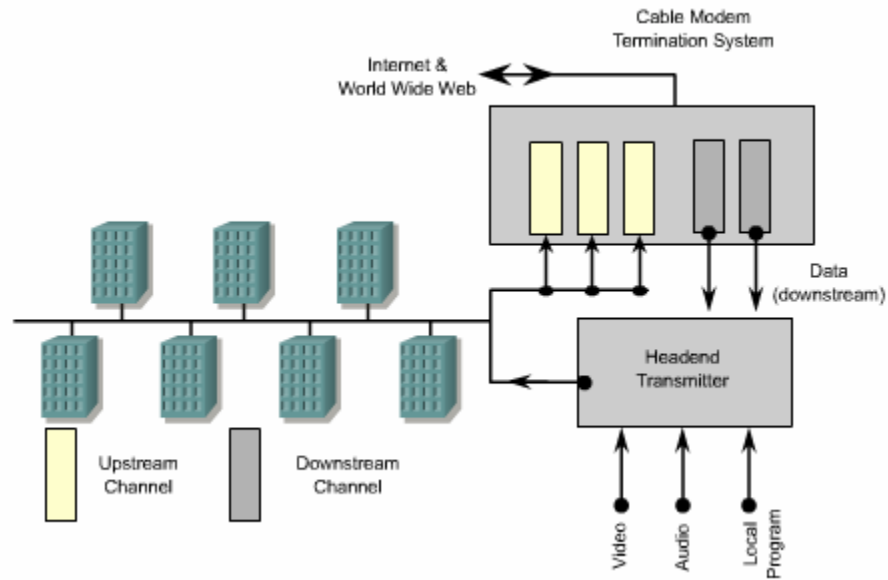 Cable Modem
Termination System
Internet &
World Wide Web
Data
(downstream)
Headend
Transmitter
Upstream
Channel
Downstream
Channel
Video
Audio
Local
Program